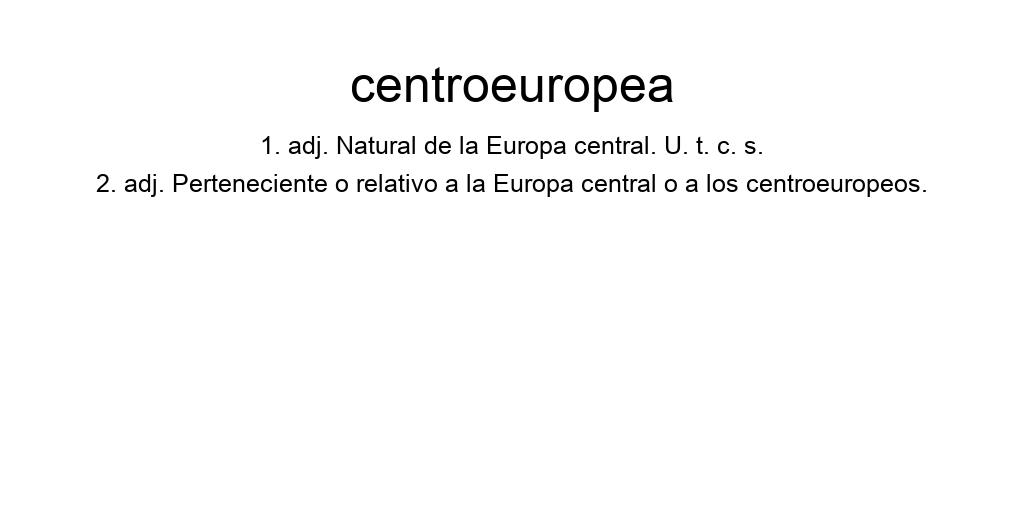 centroeuropea
1. adj. Natural de la Europa central. U. t. c. s.
2. adj. Perteneciente o relativo a la Europa central o a los centroeuropeos.